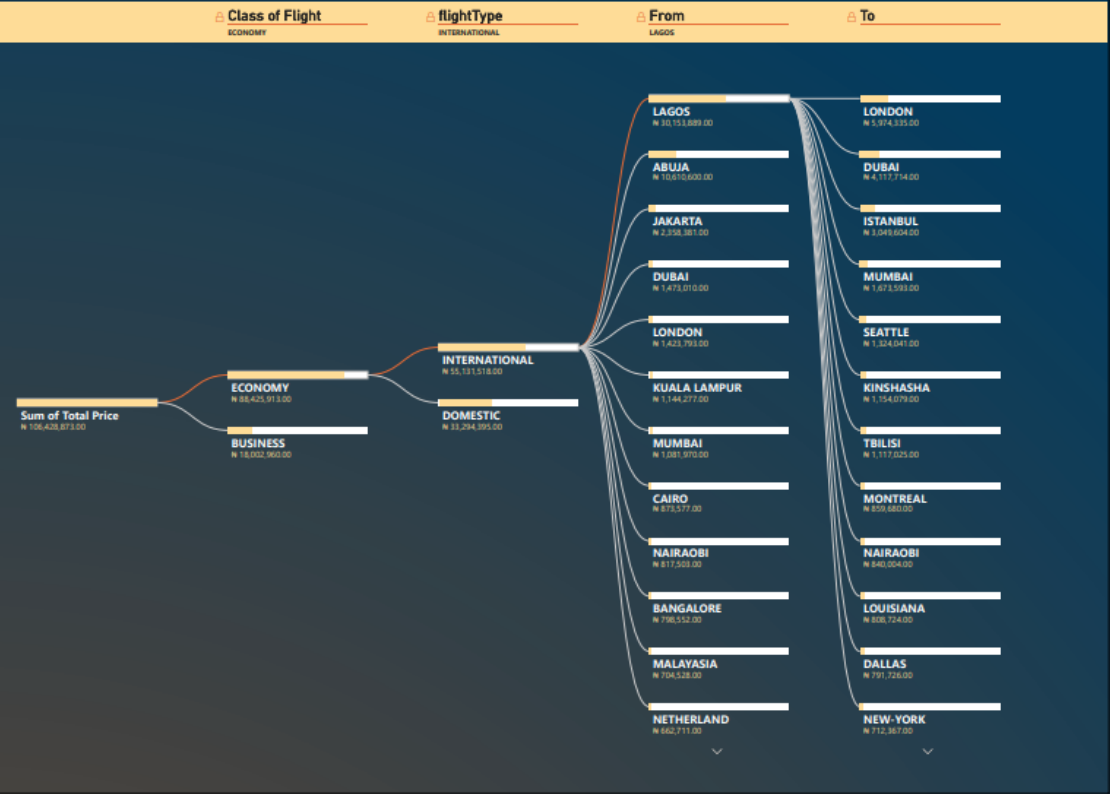 Class of Flight
ECONOMY
flightType
INTERNATIONAL
From
LAGOS
To
Sum of Total Price
₦ 106,428,873.00
ECONOMY
₦ 88,425,913.00
BUSINESS
₦ 18,002,960.00
INTERNATIONAL
₦ 55,131,518.00
DOMESTIC
₦ 33,294,395.00
LAGOS
₦ 30,153,889.00
ABUJA
₦ 10,610,600.00
JAKARTA
₦ 2,358,381.00
DUBAI
₦ 1,473,010.00
LONDON
₦ 1,423,793.00
KUALA LAMPUR
₦ 1,144,277.00
MUMBAI
₦ 1,081,970.00
CAIRO
₦ 873,577.00
NAIRAOBI
₦ 817,503.00
BANGALORE
₦ 798,552.00
MALAYASIA
₦ 704,528.00
NETHERLAND
₦ 662,711.00
LONDON
₦ 5,974,335.00
DUBAI
₦ 4,117,714.00
ISTANBUL
₦ 3,049,604.00
MUMBAI
₦ 1,673,593.00
SEATTLE
₦ 1,324,041.00
KINSHASHA
₦ 1,154,079.00
TBILISI
₦ 1,117,025.00
MONTREAL
₦ 859,680.00
NAIRAOBI
₦ 840,004.00
LOUISIANA
₦ 808,724.00
DALLAS
₦ 791,726.00
NEW-YORK
₦ 712,367.00